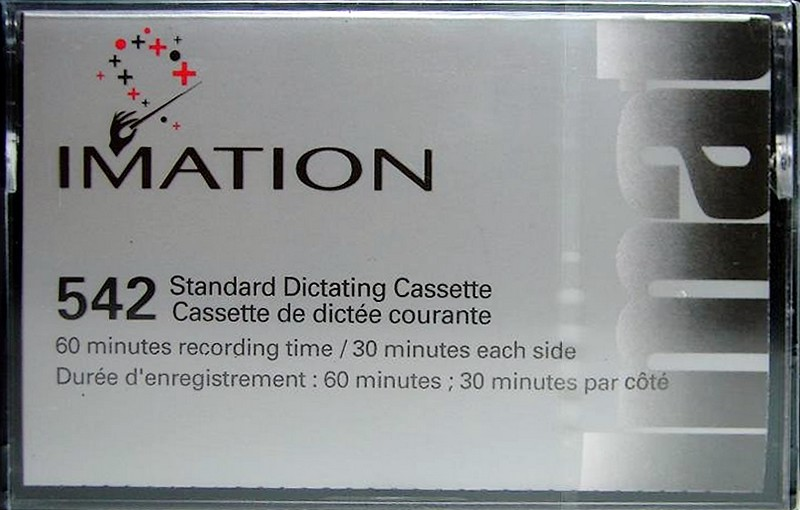 IMATION
542 Standard Dictating Cassette
Cassette de dictée courante
60 minutes recording time / 30 minutes each side
Durée d'enregistrement : 60 minutes ; 30 minutes par côté
imat